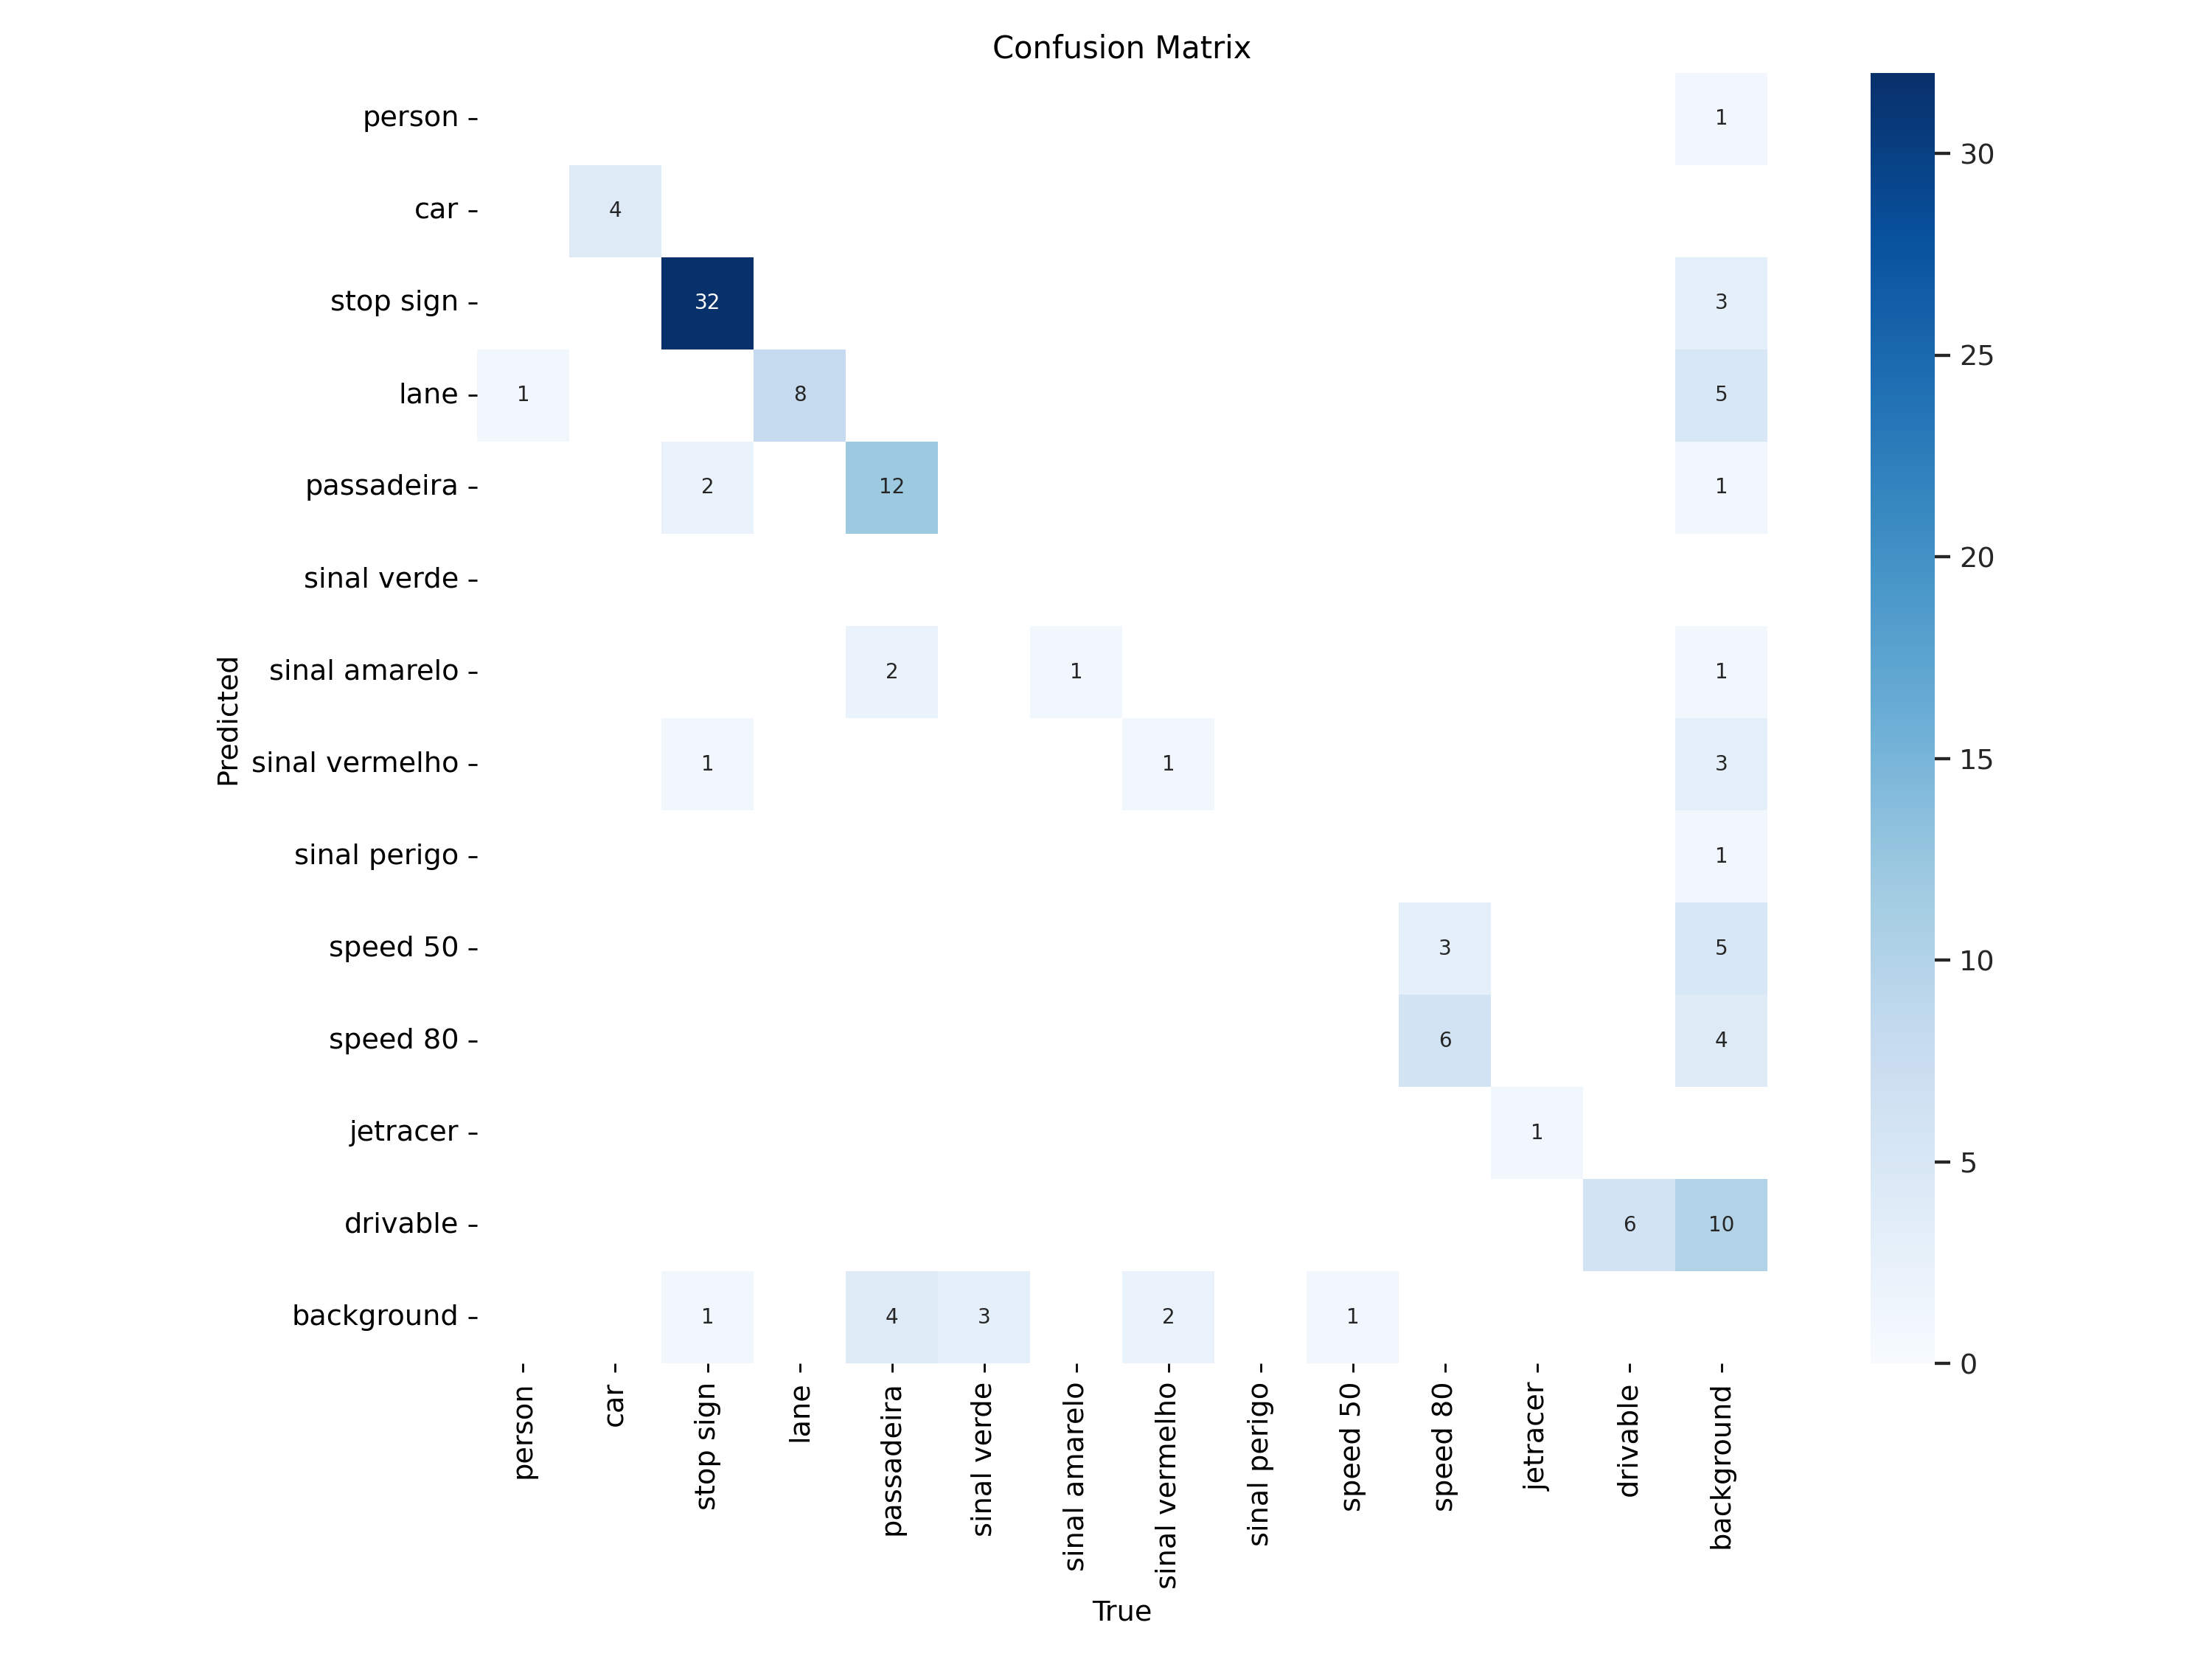 Confusion Matrix
person 1
car 4
stop sign 32 3
lane 1 8 5
passadeira 2 12 1
sinal verde
sinal amarelo 2 1 1
sinal vermelho 1 1 3
sinal perigo 1
speed 50 3 5
speed 80 6 4
jetracer 1
drivable 6 10
background 1 4 3 2 1
Predicted
person
car
stop sign
lane
passadeira
sinal verde
sinal amarelo
sinal vermelho
sinal perigo
speed 50
speed 80
jetracer
drivable
background
True
30
25
20
15
10
5
0